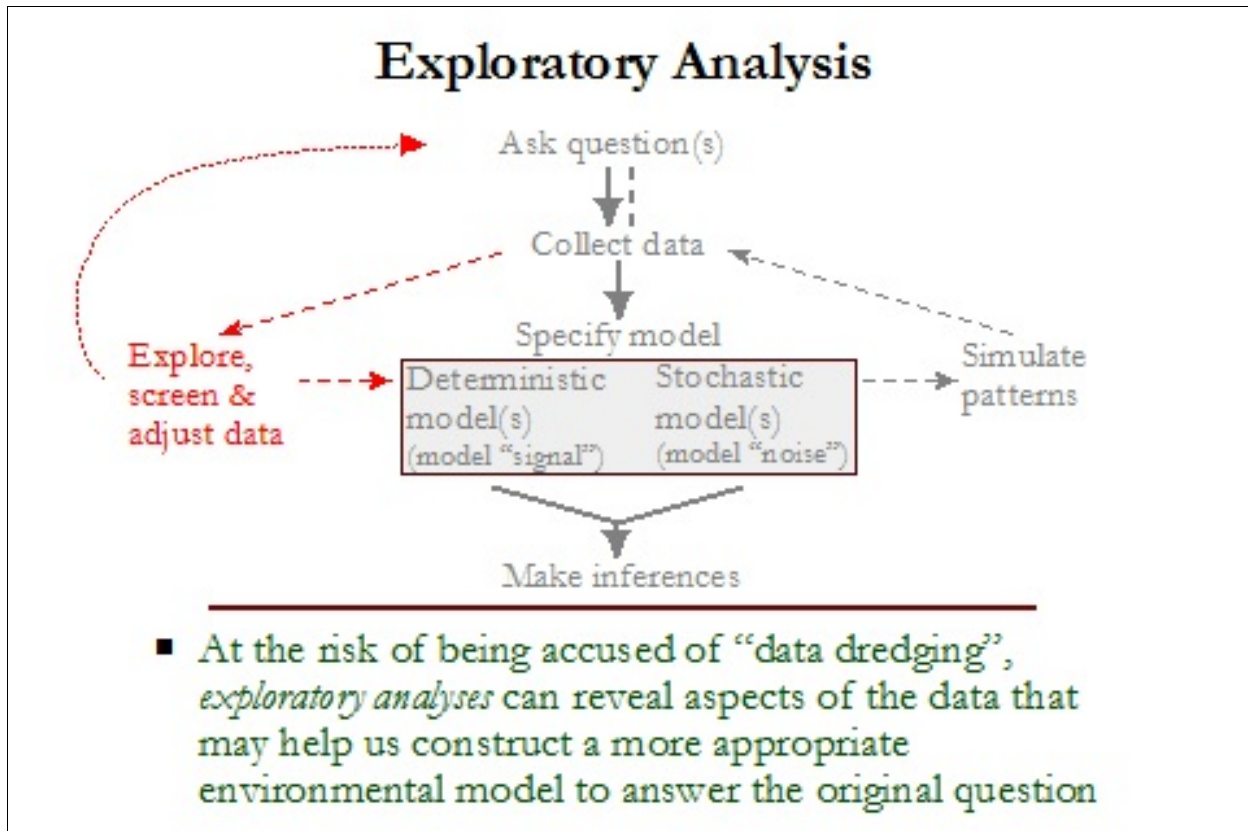 Exploratory Analysis
Ask question(s)
Collect data
Specify model
Explore,
screen &
adjust data
Deterministic
model(s)
(model “signal”)
Stochastic
model(s)
(model “noise”)
Simulate
patterns
Make inferences
▪ At the risk of being accused of “data dredging”,
exploratory analyses can reveal aspects of the data that
may help us construct a more appropriate
environmental model to answer the original question